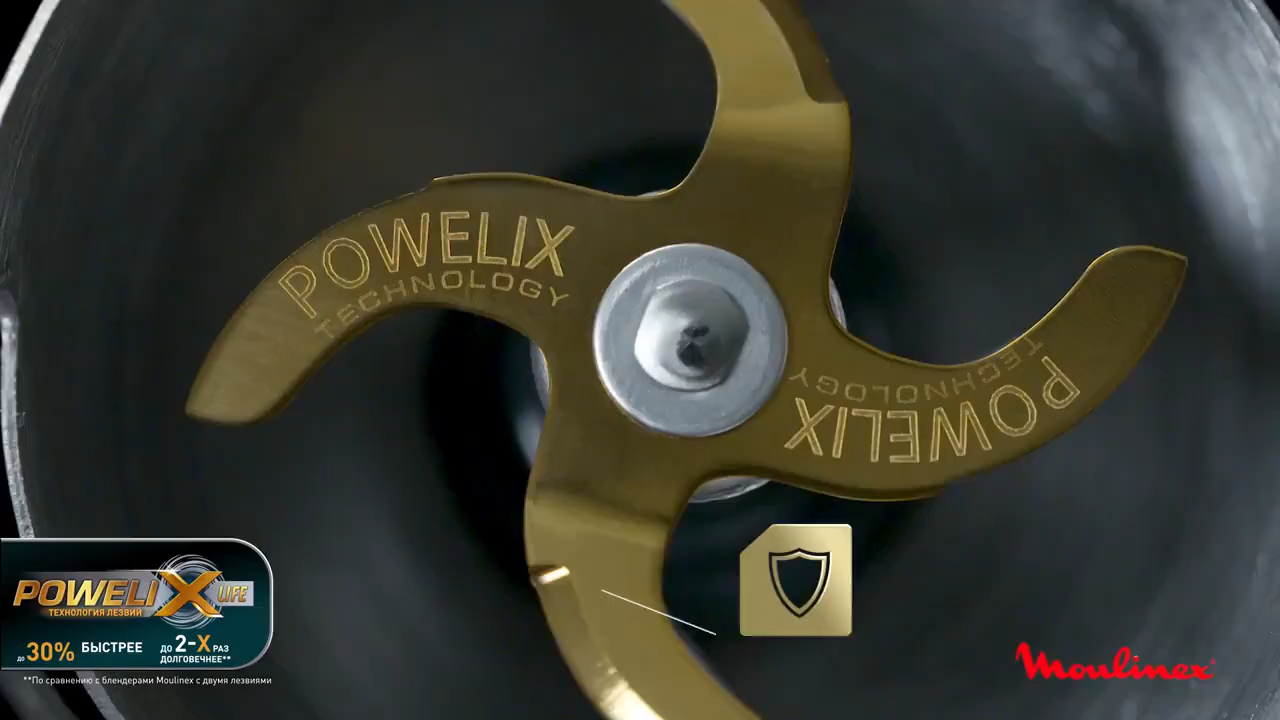 POWELIX
TECHNOLOGY
POWELIX
TECHNOLOGY
POWELIX LIFE
ТЕХНОЛОГИЯ ЛЕЗВИЙ
до 30% БЫСТРЕЕ
ДО 2-X РАЗ
ДОЛГОВЕЧНЕЕ**
**По сравнению с блендерами Moulinex с двумя лезвиями
Moulinex